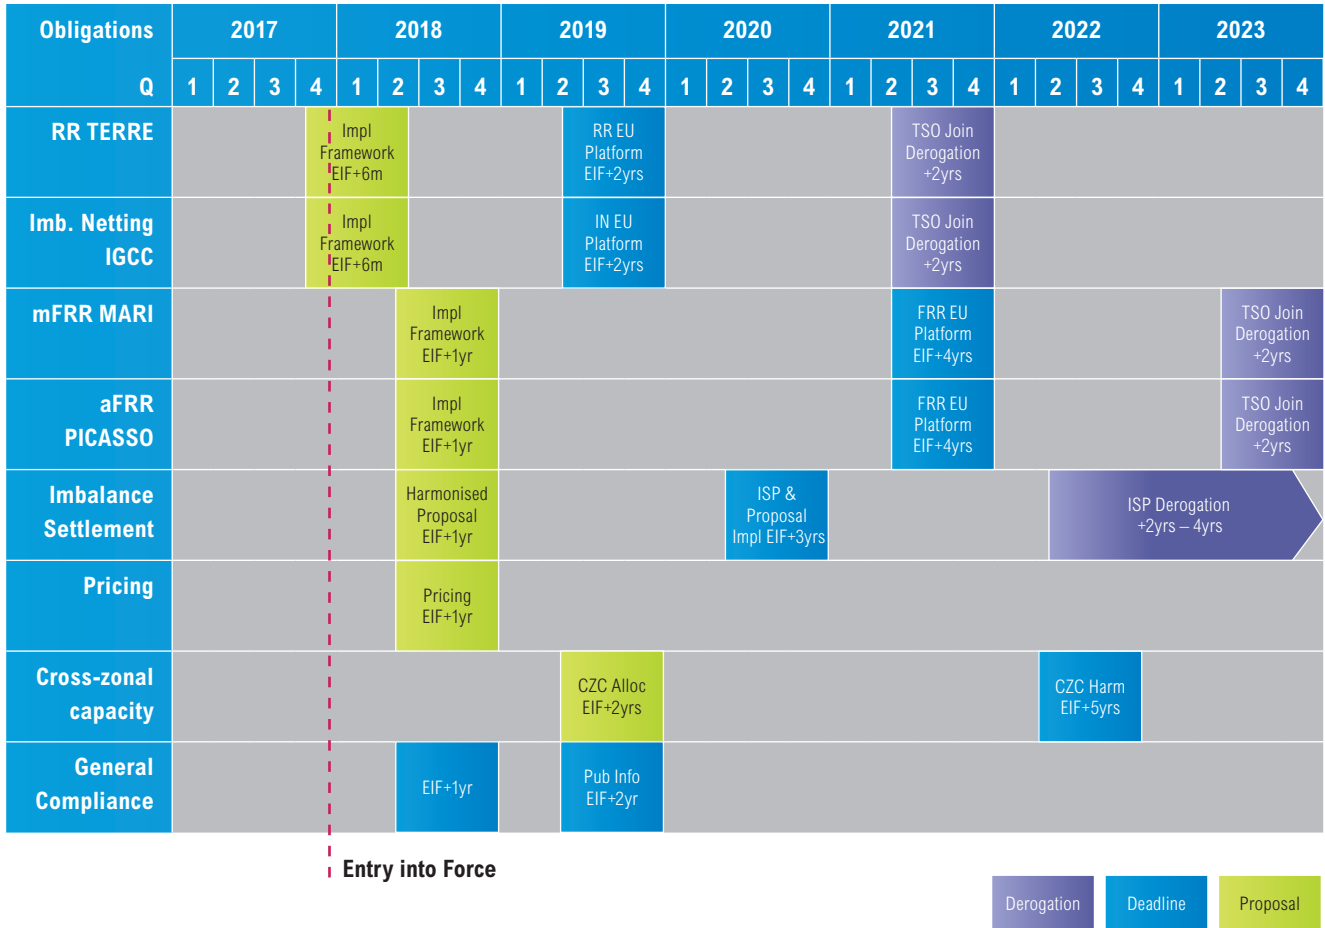 Obligations 2017 2018 2019 2020 2021 2022 2023
Q 1 2 3 4 1 2 3 4 1 2 3 4 1 2 3 4 1 2 3 4 1 2 3 4 1 2 3 4
RR TERRE
Impl
Framework
EIF+6m
RR EU
Platform
EIF+2yrs
TSO Join
Derogation
+2yrs
Imb. Netting
IGCC
Impl
Framework
EIF+6m
IN EU
Platform
EIF+2yrs
TSO Join
Derogation
+2yrs
mFRR MARI
Impl
Framework
EIF+1yr
FRR EU
Platform
EIF+4yrs
TSO Join
Derogation
+2yrs
aFRR
PICASSO
Impl
Framework
EIF+1yr
FRR EU
Platform
EIF+4yrs
TSO Join
Derogation
+2yrs
Imbalance
Settlement
Harmonised
Proposal
EIF+1yr
ISP &
Proposal
Impl EIF+3yrs
ISP Derogation
+2yrs – 4yrs
Pricing
Pricing
EIF+1yr
Cross-zonal
capacity
CZC Alloc
EIF+2yrs
CZC Harm
EIF+5yrs
General
Compliance
EIF+1yr
Pub Info
EIF+2yr
Entry into Force
Derogation
Deadline
Proposal